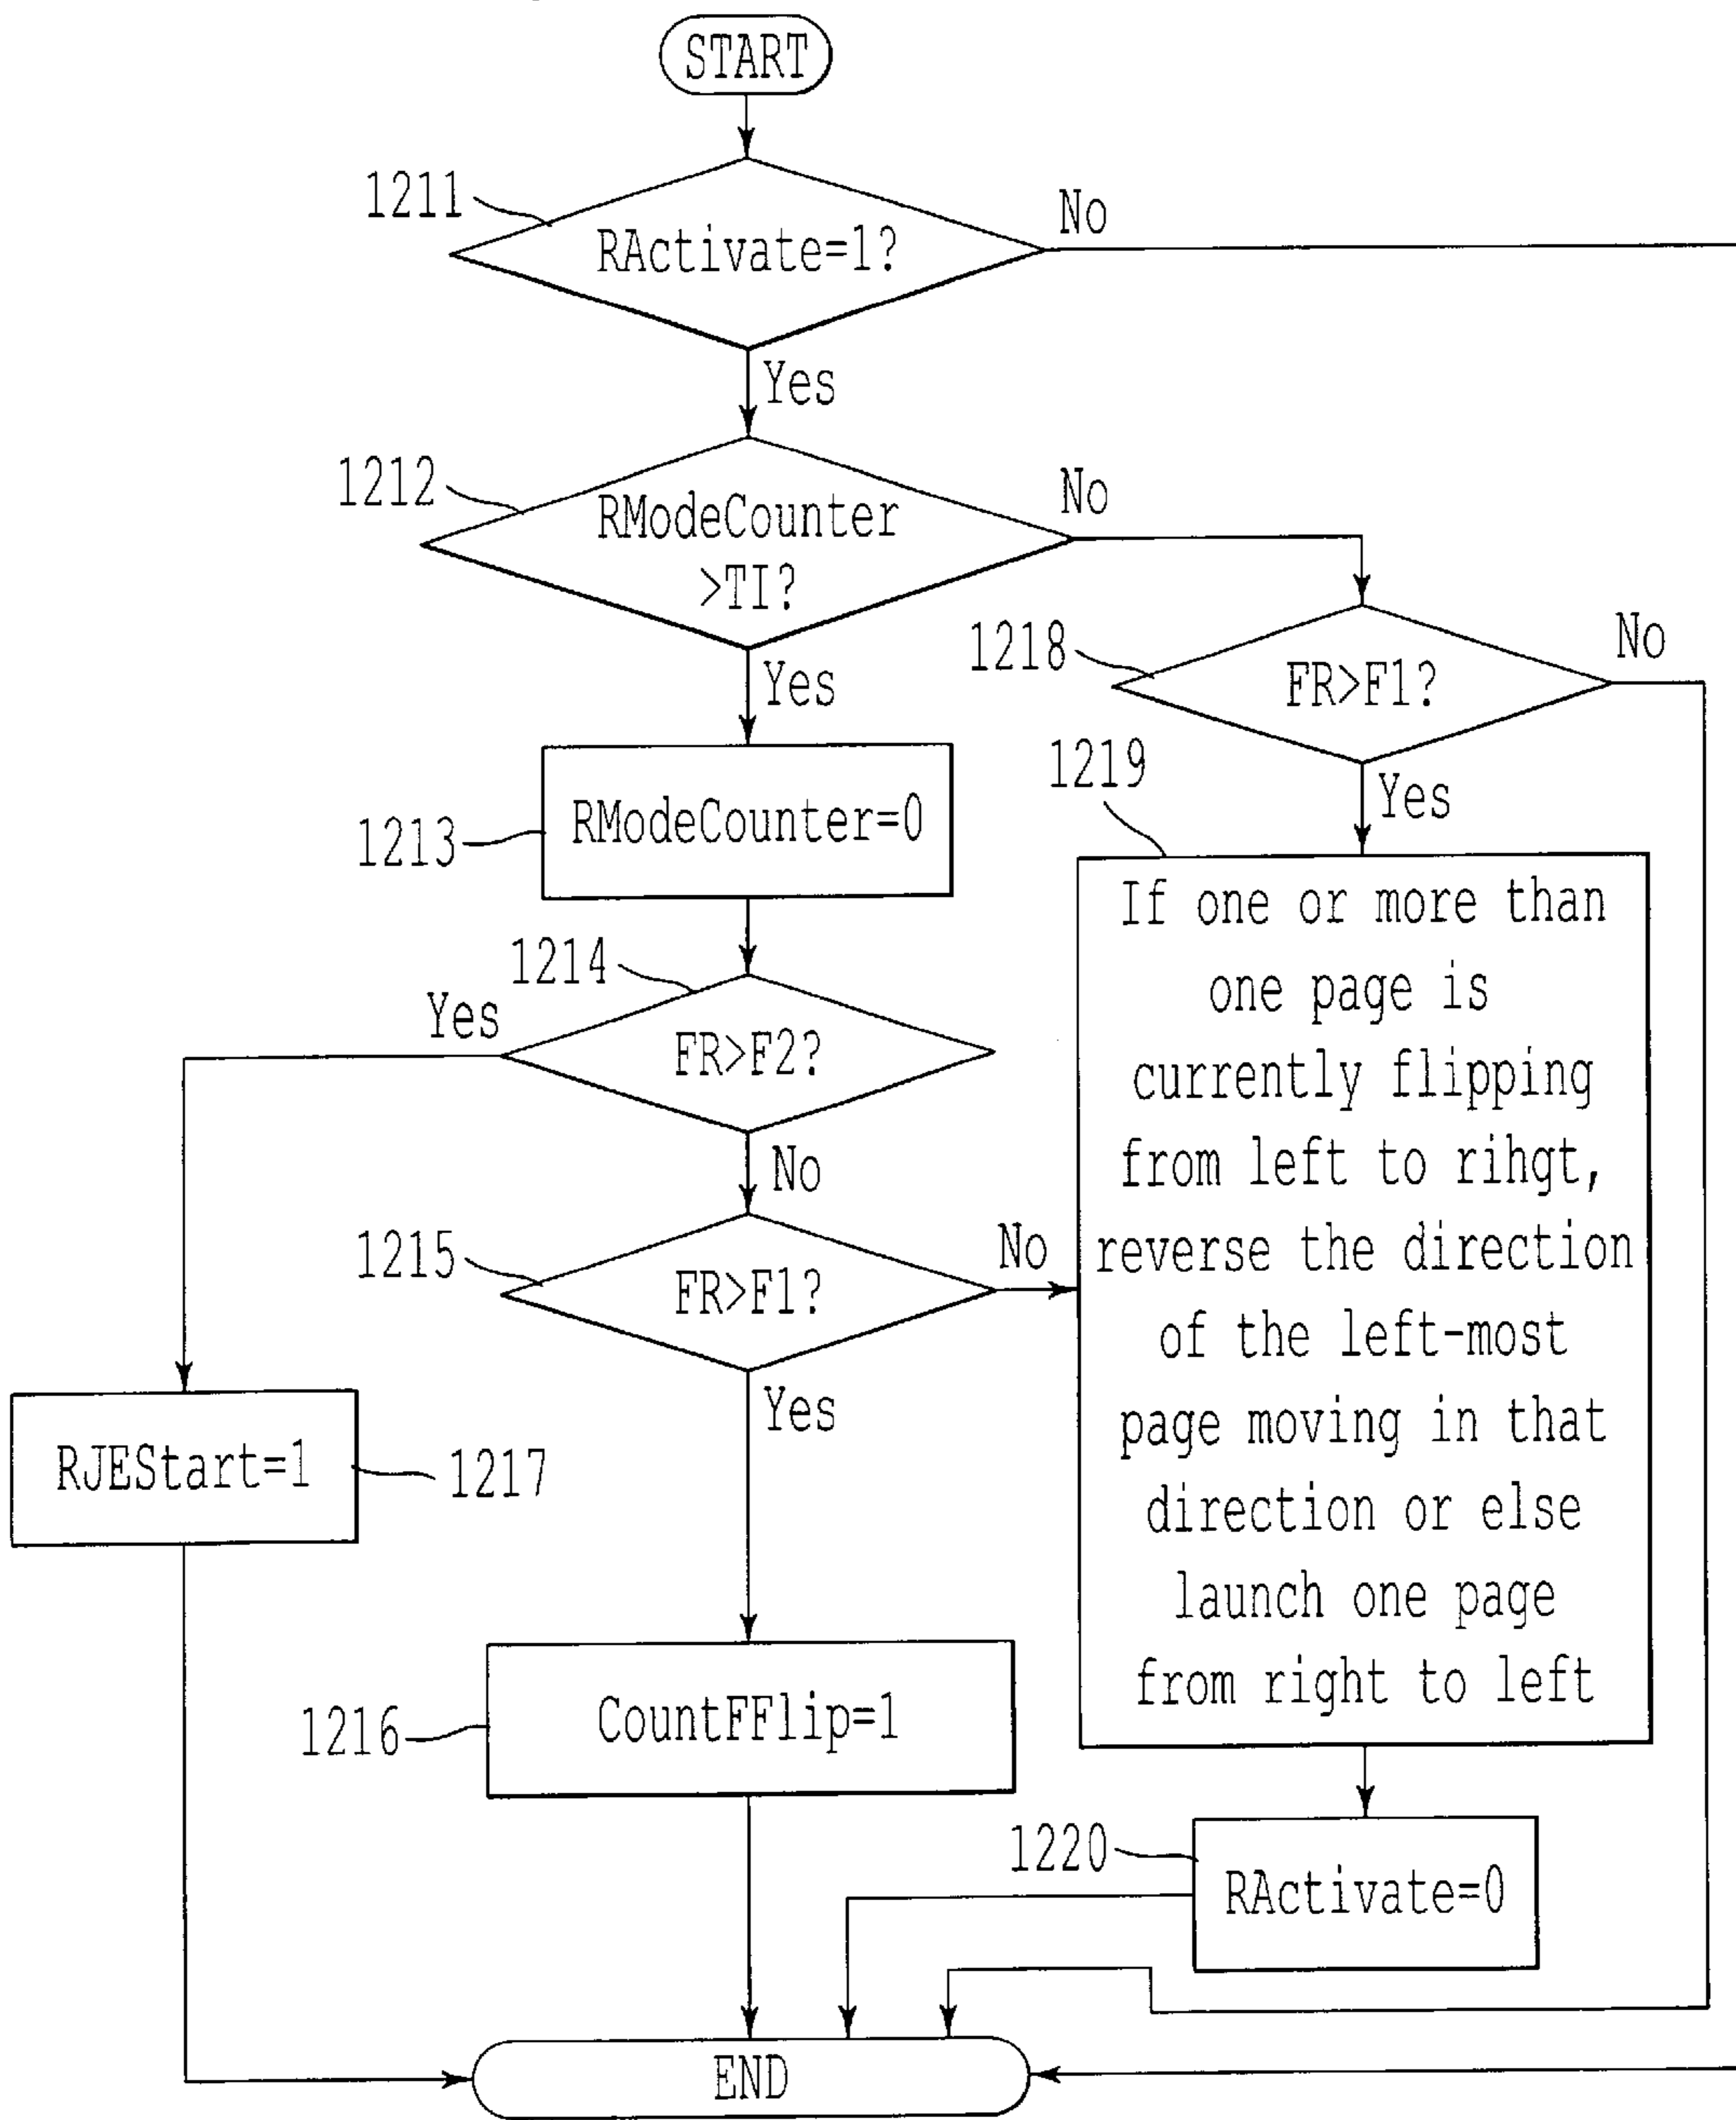 START
1211
RActivate=1?
No
Yes
1212
RModeCounter
>TI?
No
Yes
1218
FR>F1?
No
Yes
1213
RModeCounter=0
1219
If one or more than
one page is
currently flipping
from left to rihgt,
reverse the direction
of the left-most
page moving in that
direction or else
launch one page
from right to left
1214
Yes
FR>F2?
No
1215
FR>F1?
No
Yes
RJEStart=1
1217
1216
CountFFlip=1
1220
RActivate=0
END